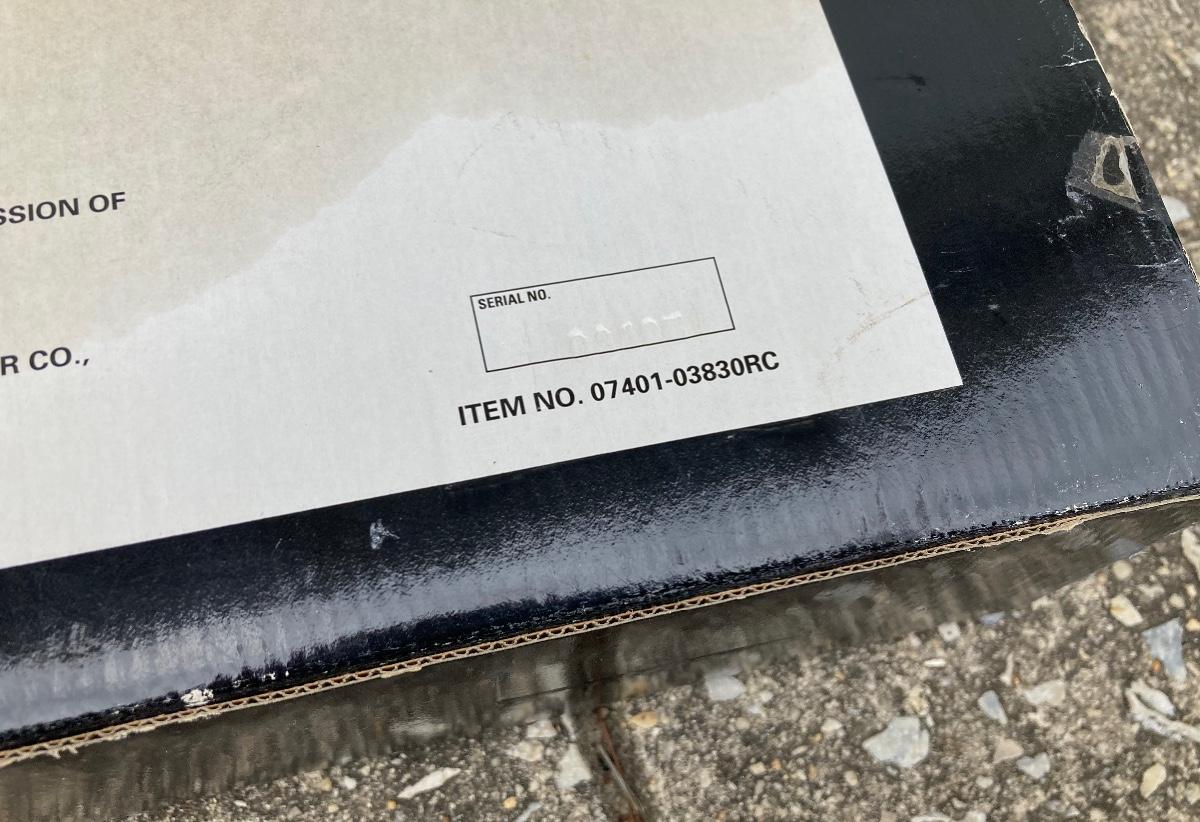 SSION OF
R CO.,
SERIAL NO.
ITEM NO. 07401-03830RC